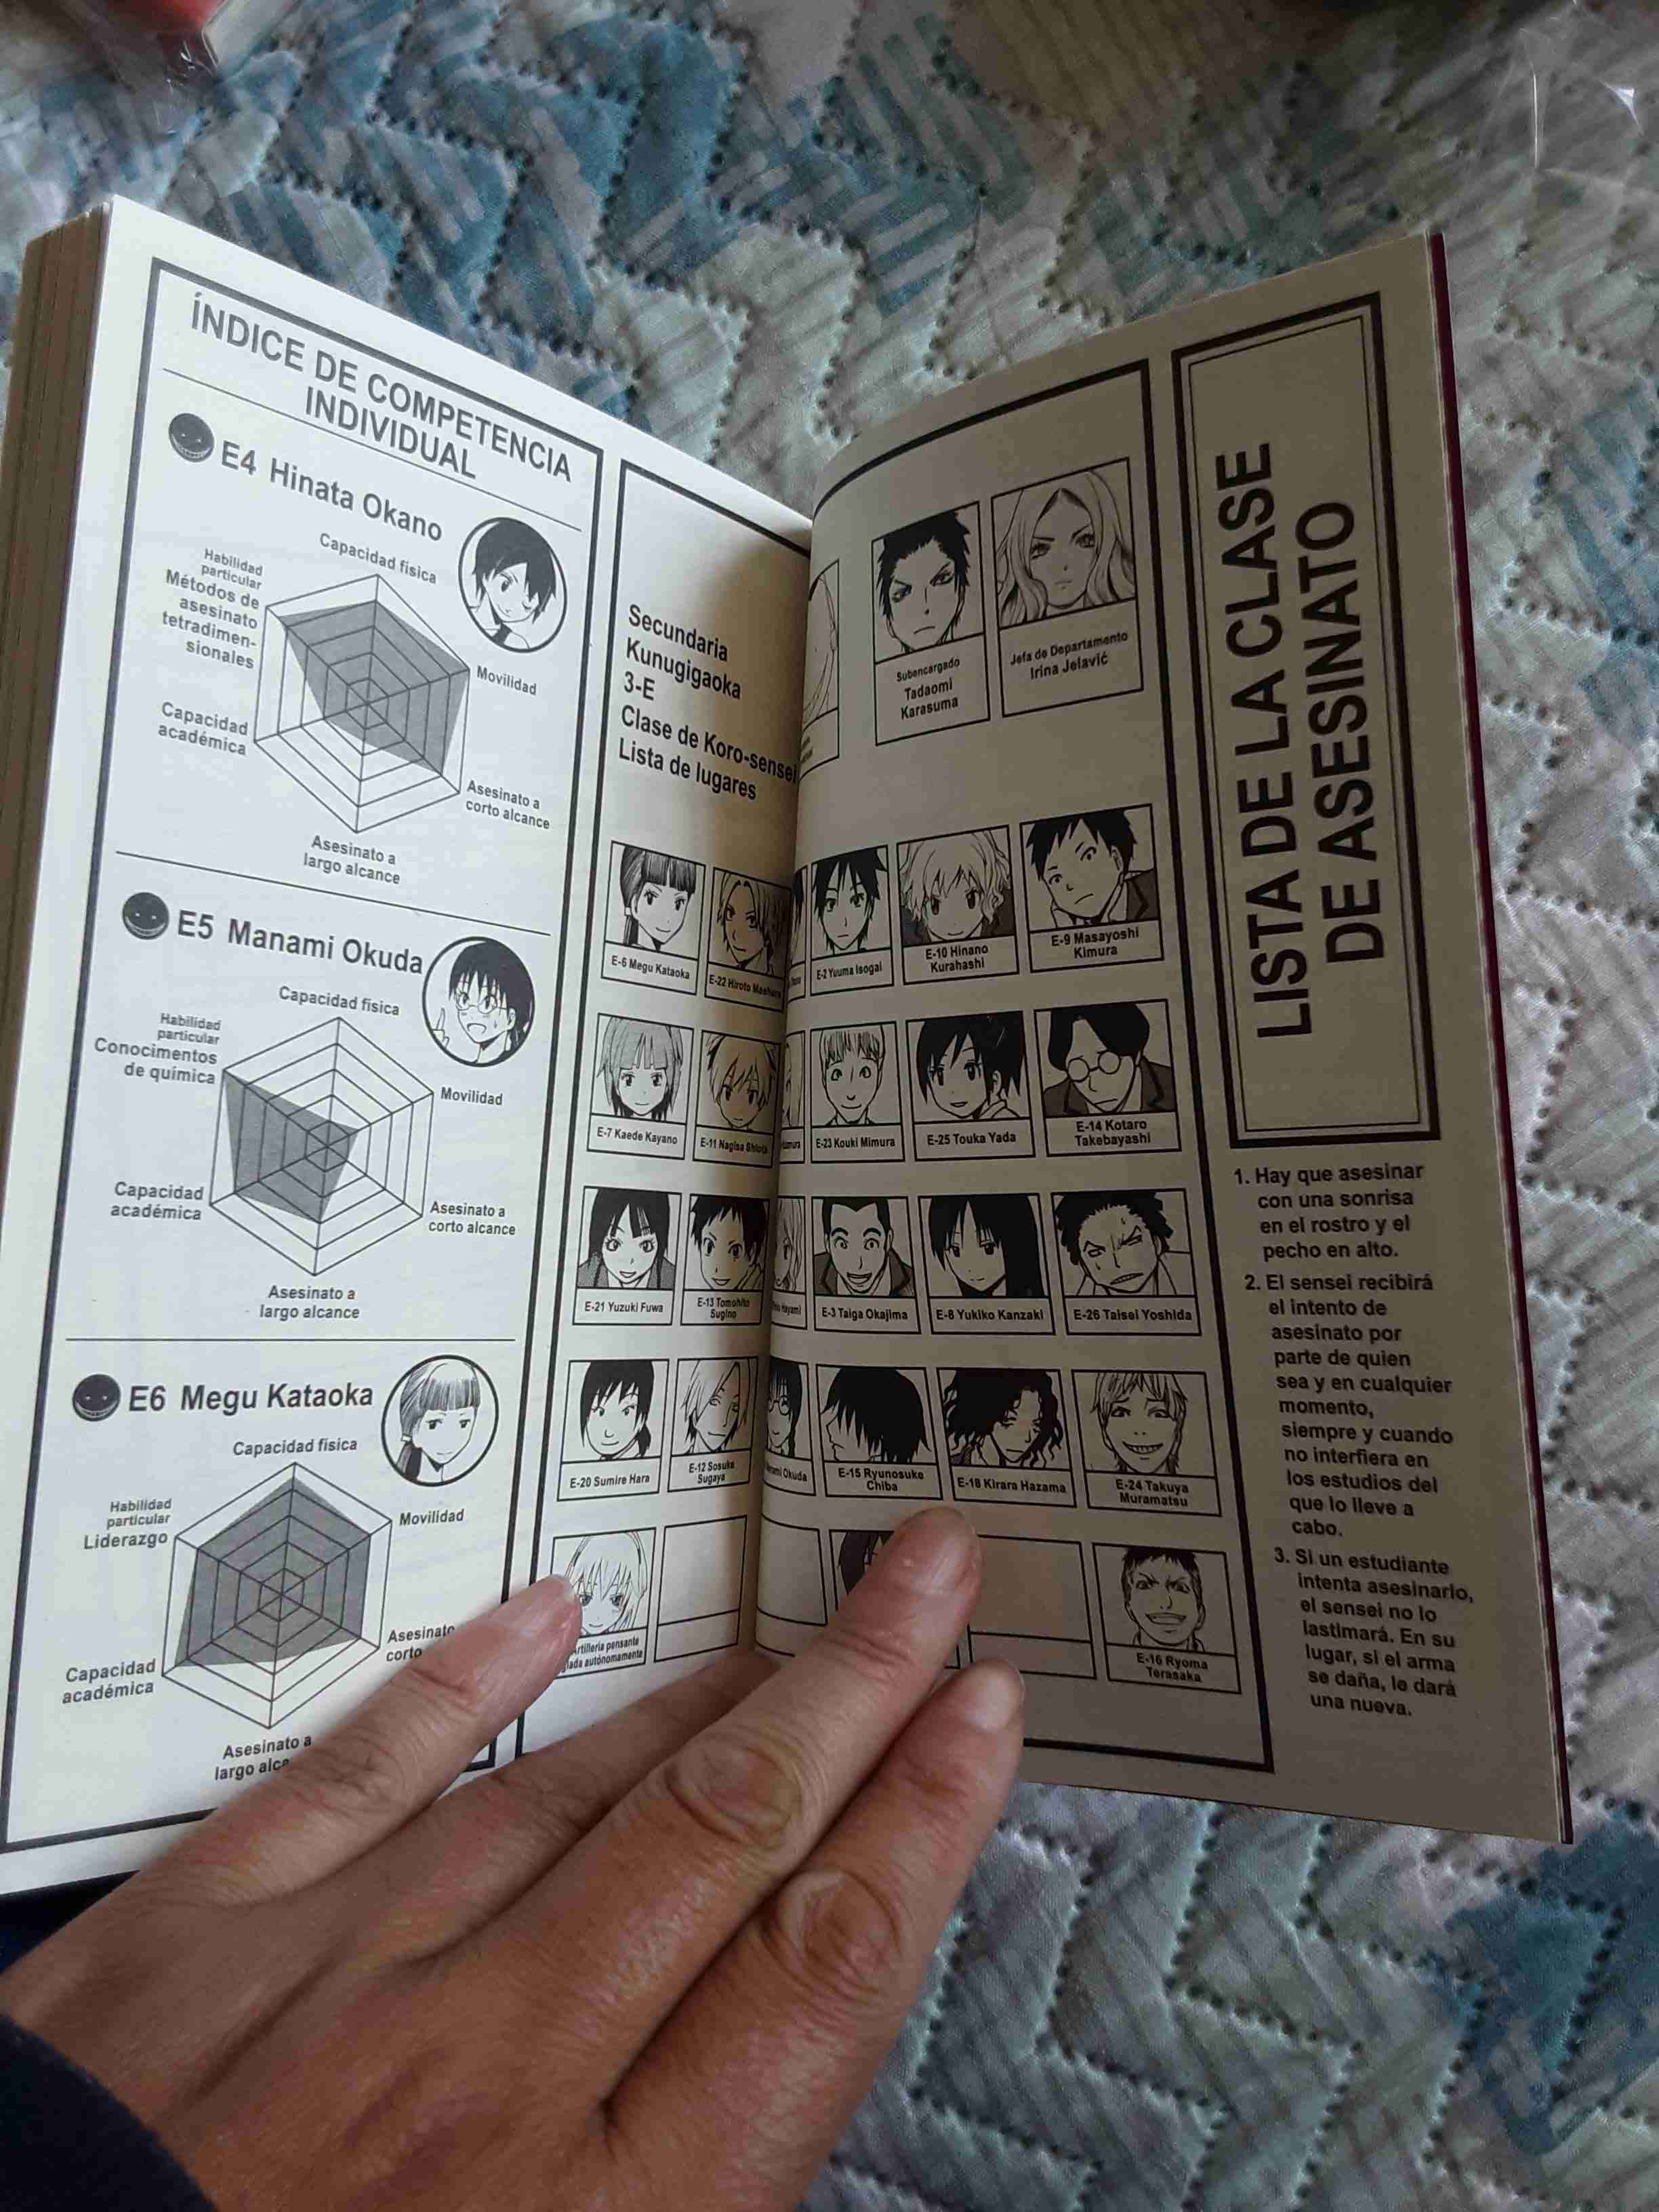 ÍNDICE DE COMPETENCIA
INDIVIDUAL
E4 Hinata Okano
Capacidad física
Habilidad
particular
Métodos de
asesinato
tetradimen-
sionales
Movilidad
Capacidad
académica
Asesinato a
corto alcance
Asesinato a
largo alcance
E5 Manami Okuda
Capacidad física
Habilidad
particular
Conocimientos
de química
Movilidad
Capacidad
académica
Asesinato a
corto alcance
Asesinato a
largo alcance
E6 Megu Kataoka
Capacidad física
Habilidad
particular
Liderazgo
Movilidad
Capacidad
académica
Asesinato
corto
Asesinato a
largo
Secundaria
Kunugigaoka
3-E
Clase de Koro-sensei
Lista de lugares
Subencargado
Tadaomi
Karasuma
Jefa de Departamento
Irina Jelavić
E-6 Megu Kataoka
E-22 Hiroto
E-2 Yuuma Isogai
E-10 Hinano
Kurahashi
E-9 Masayoshi
Kimura
E-7 Kaede Kayano
E-11 Nagisa Shiota
E-23 Kouki Mimura
E-25 Touka Yada
E-14 Kotaro
Takebayashi
E-21 Yuzuki Fuwa
E-13 Tomohito
Sugino
Hayami
E-3 Taiga Okajima
E-8 Yukiko Kanzaki
E-26 Taisei Yoshida
E-20 Sumire Hara
E-12 Sosuke
Sugaya
Okuda
E-15 Ryunosuke
Chiba
E-18 Kirara Hazama
E-24 Takuya
Muramatsu
pensante
autónomamente
E-16 Ryoma
Terasaka
LISTA DE LA CLASE
DE ASESINATO
1. Hay que asesinar
con una sonrisa
en el rostro y el
pecho en alto.
2. El sensei recibirá
el intento de
asesinato por
parte de quien
sea y en cualquier
momento,
siempre y cuando
no interfiera en
los estudios del
que lo lleve a
cabo.
3. Si un estudiante
intenta asesinarlo,
el sensei no lo
lastimará. En su
lugar, si el arma
se daña, le dará
una nueva.